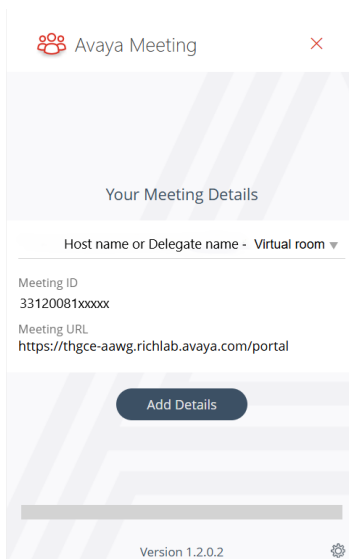 Avaya Meeting
Your Meeting Details
Host name or Delegate name - Virtual room
Meeting ID
33120081xxxxx
Meeting URL
https://thgce-aawg.richlab.avaya.com/portal
Add Details
Version 1.2.0.2